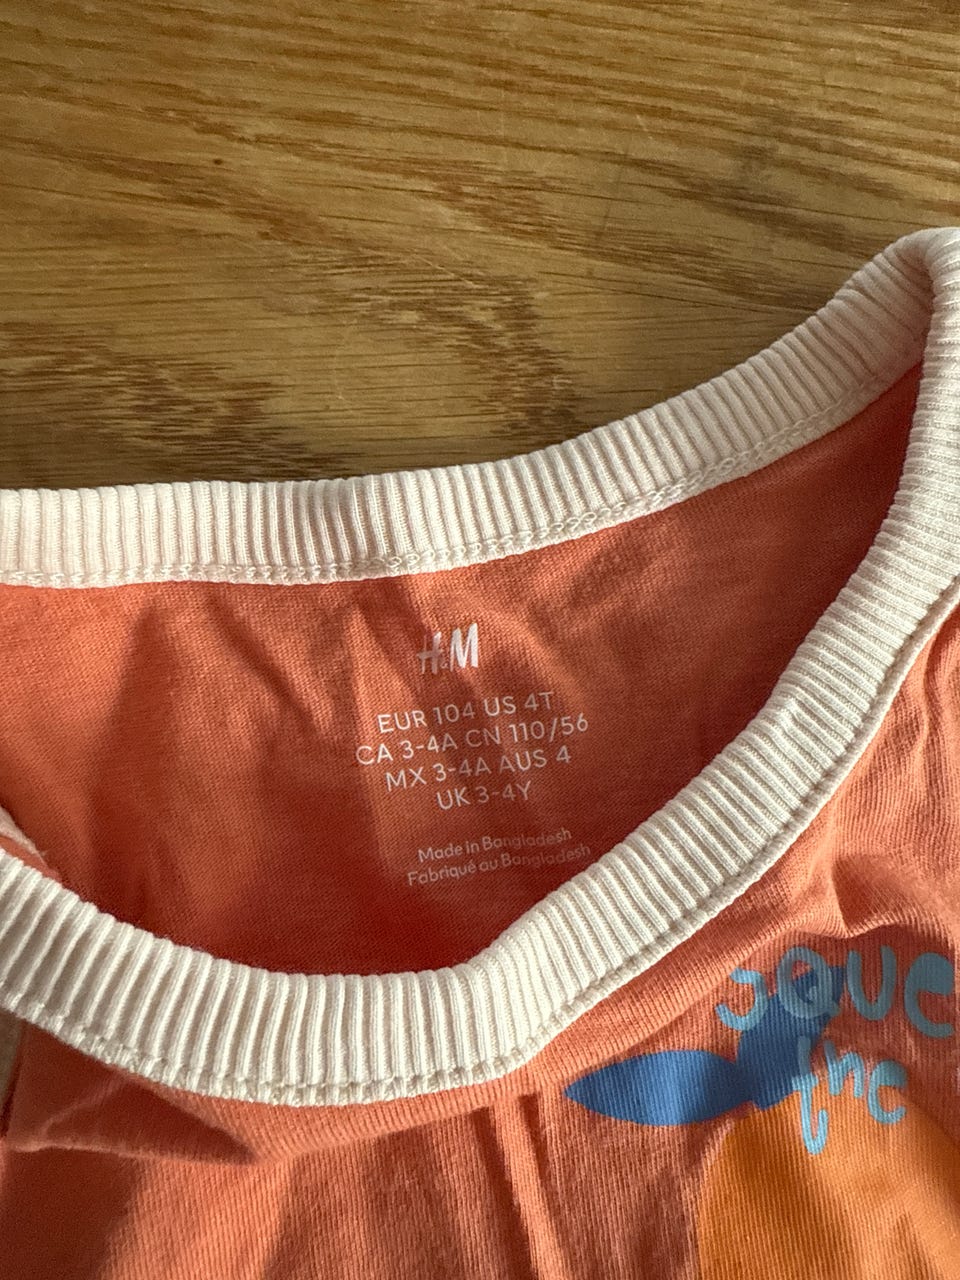 H&M
EUR 104 US 4T
CA 3-4A CN 110/56
MX 3-4A AUS 4
UK 3-4Y
Made in Bangladesh
Fabriqué au Bangladesh
the